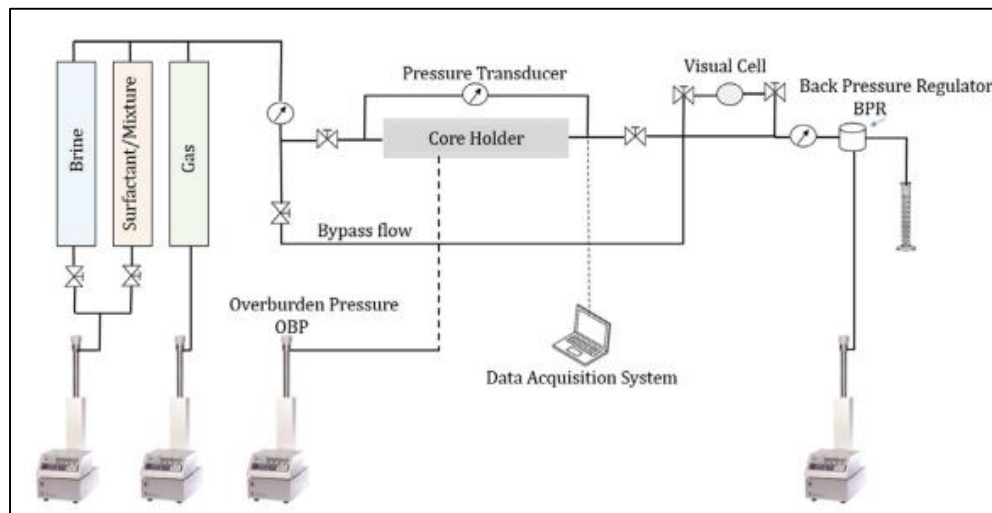 Brine
Surfactant/Mixture
Gas
Pressure Transducer
Core Holder
Visual Cell
Back Pressure Regulator
BPR
Bypass flow
Overburden Pressure
OBP
Data Acquisition System